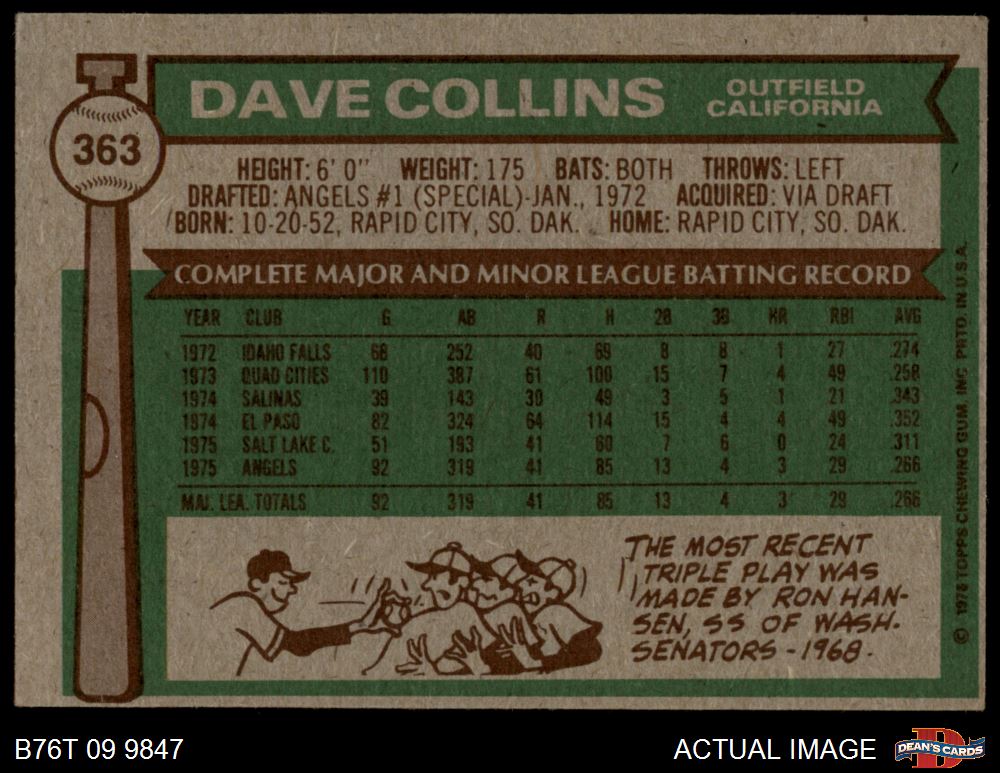 363
DAVE COLLINS
OUTFIELD
CALIFORNIA
HEIGHT: 6' 0" WEIGHT: 175 BATS: BOTH THROWS: LEFT
DRAFTED: ANGELS #1 (SPECIAL)-JAN., 1972 ACQUIRED: VIA DRAFT
BORN: 10-20-52, RAPID CITY, SO. DAK. HOME: RAPID CITY, SO. DAK.
COMPLETE MAJOR AND MINOR LEAGUE BATTING RECORD
YEAR CLUB G AB R H 2B 3B HR RBI AVG
1972 IDAHO FALLS 68 252 40 69 8 8 1 27 .274
1973 QUAD CITIES 110 387 61 100 15 7 4 49 .258
1974 SALINAS 39 143 30 49 3 5 1 21 .343
1974 EL PASO 82 324 64 114 15 4 4 49 .352
1975 SALT LAKE C. 51 193 41 60 7 6 0 24 .311
1975 ANGELS 92 319 41 85 13 4 3 29 .266
MAJ. LEA. TOTALS 92 319 41 85 13 4 3 29 .266
THE MOST RECENT
TRIPLE PLAY WAS
MADE BY RON HAN-
SEN, SS OF WASH.
SENATORS - 1968.
© 1976 TOPPS CHEWING GUM, INC. PRTD. IN U.S.A.
B76T 09 9847
ACTUAL IMAGE
D
DEAN'S CARDS